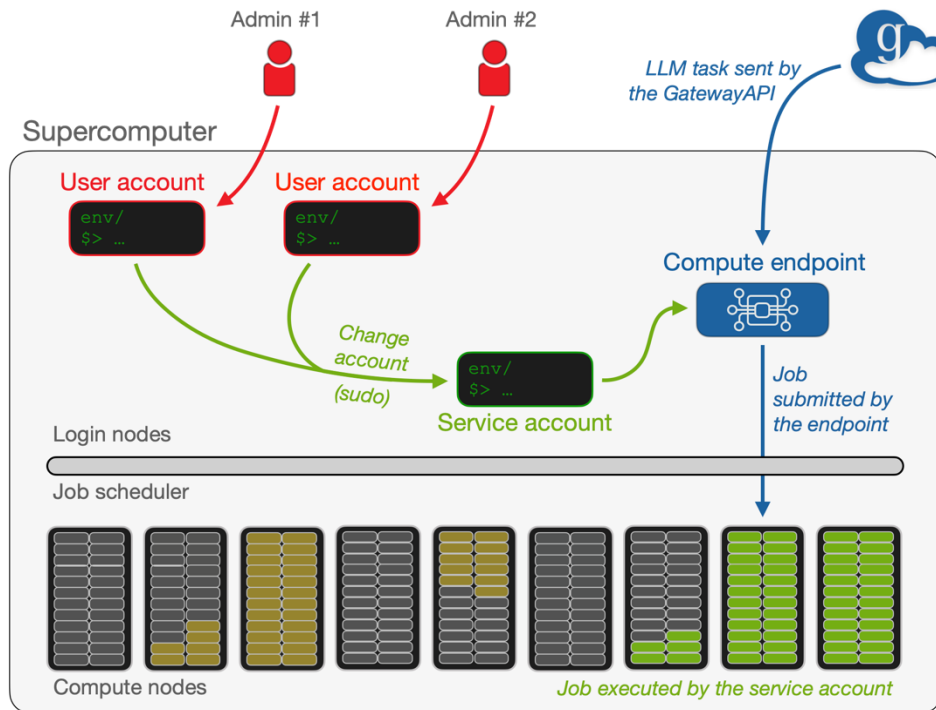 Admin #1
Admin #2
g
LLM task sent by
the GatewayAPI
Supercomputer
User account
User account
env/
$> ...
env/
$> ...
Compute endpoint
Change
account
(sudo)
env/
$> ...
Service account
Job
submitted by
the endpoint
Login nodes
Job scheduler
Compute nodes
Job executed by the service account